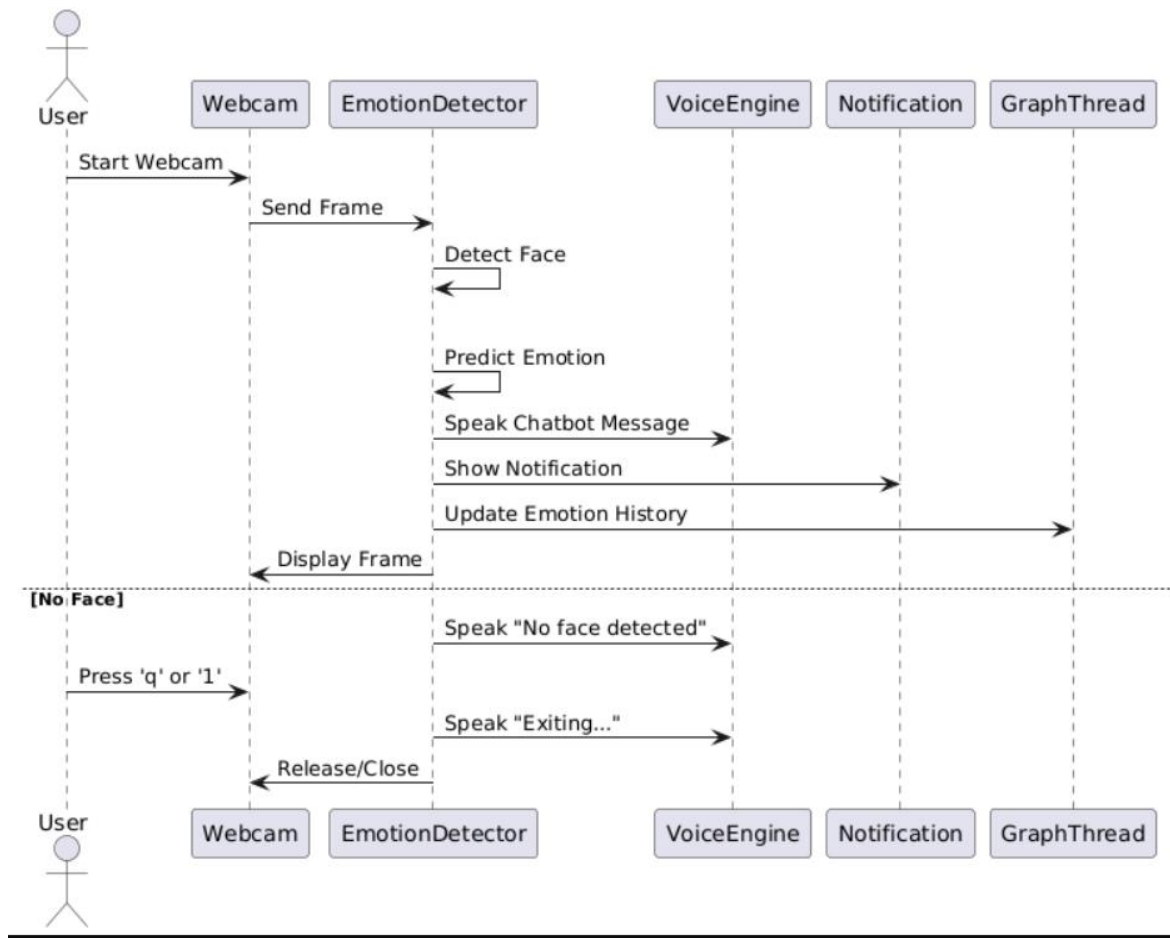 User
Webcam
EmotionDetector
VoiceEngine
Notification
GraphThread
Start Webcam
Send Frame
Detect Face
Predict Emotion
Speak Chatbot Message
Show Notification
Update Emotion History
Display Frame
[No Face]
Speak "No face detected"
Press 'q' or '1'
Speak "Exiting..."
Release/Close
User
Webcam
EmotionDetector
VoiceEngine
Notification
GraphThread